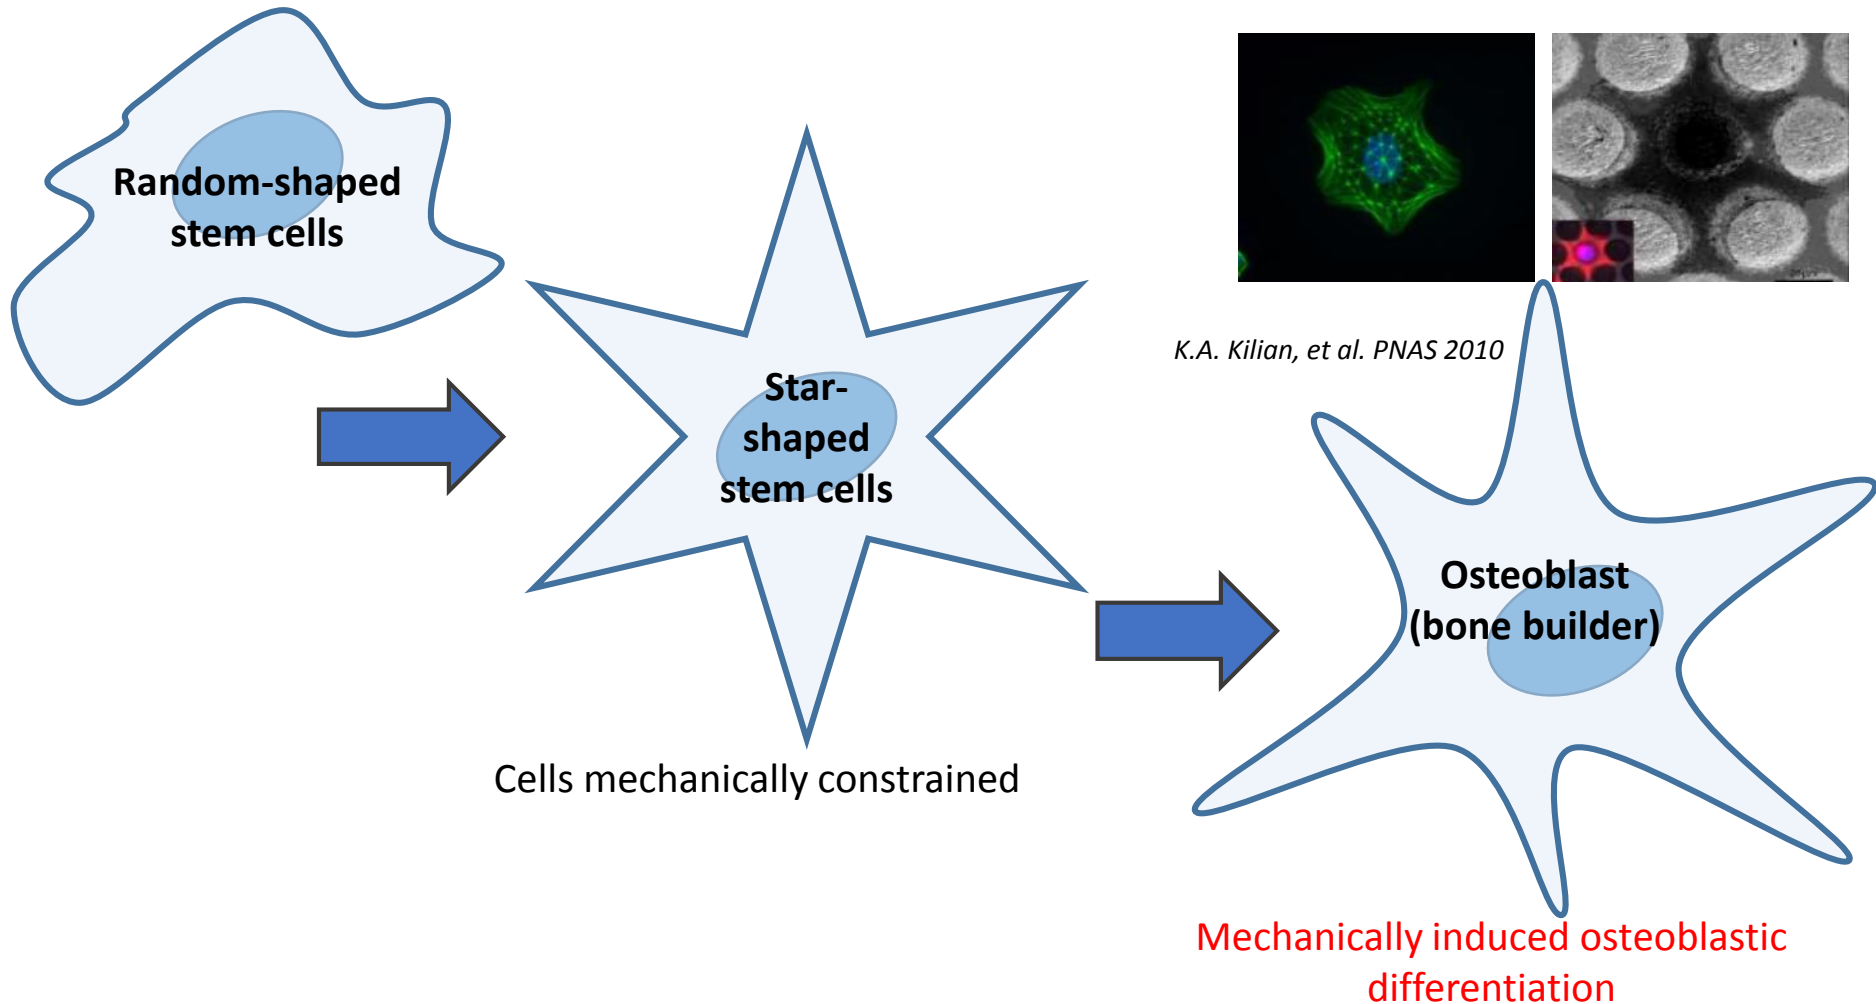 Random-shaped
stem cells
Star-
shaped
stem cells
Cells mechanically constrained
K.A. Kilian, et al. PNAS 2010
Osteoblast
(bone builder)
Mechanically induced osteoblastic
differentiation